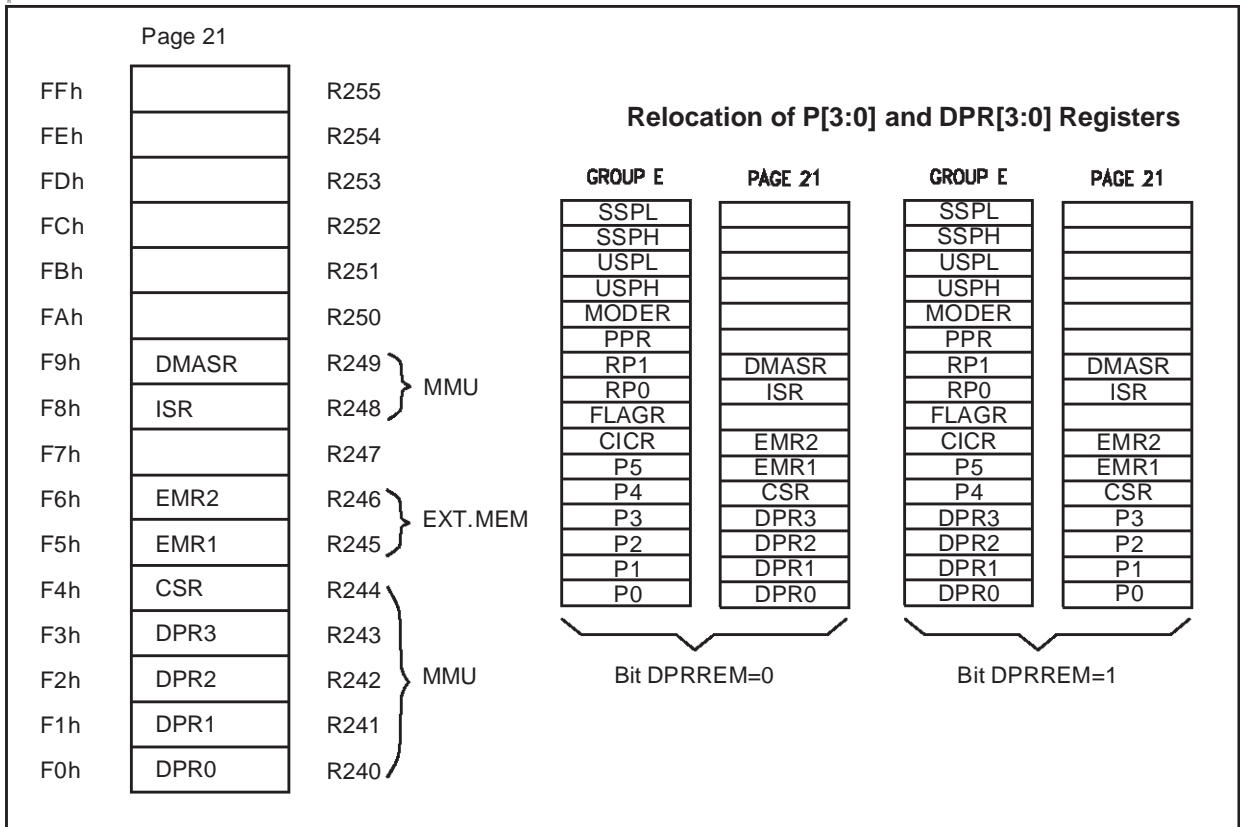 Page 21
FFh R255
FEh R254
FDh R253
FCh R252
FBh R251
FAh R250
F9h DMASR R249
MMU
F8h ISR R248
F7h R247
F6h EMR2 R246
EXT.MEM
F5h EMR1 R245
F4h CSR R244
F3h DPR3 R243
F2h DPR2 R242 MMU
F1h DPR1 R241
F0h DPR0 R240
Relocation of P[3:0] and DPR[3:0] Registers
GROUP E PAGE 21 GROUP E PAGE 21
SSPL SSPL
SSPH SSPH
USPL USPL
USPH USPH
MODER MODER
PPR PPR
RP1 DMASR RP1 DMASR
RP0 ISR RP0 ISR
FLAGR FLAGR
CICR EMR2 CICR EMR2
P5 EMR1 P5 EMR1
P4 CSR P4 CSR
P3 DPR3 DPR3 P3
P2 DPR2 DPR2 P2
P1 DPR1 DPR1 P1
P0 DPR0 DPR0 P0
Bit DPRREM=0 Bit DPRREM=1